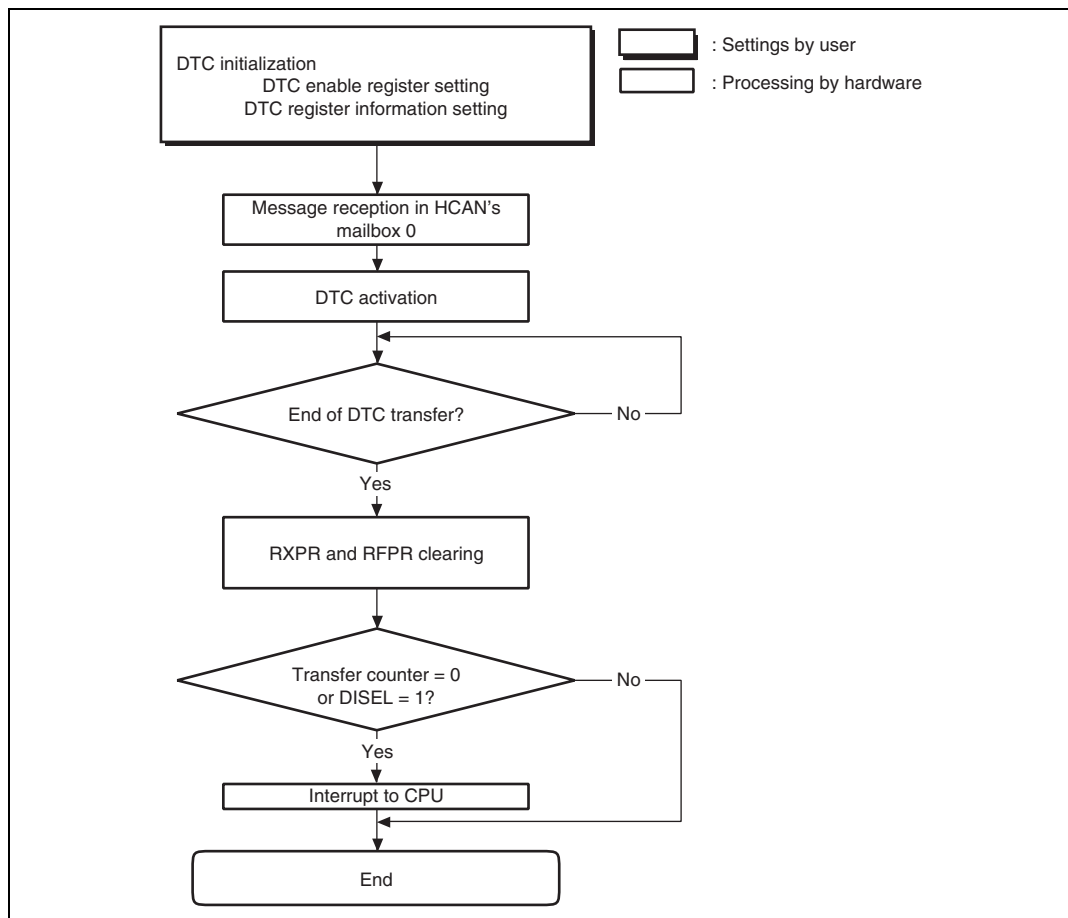 DTC initialization
DTC enable register setting
DTC register information setting
: Settings by user
: Processing by hardware
Message reception in HCAN's
mailbox 0
DTC activation
End of DTC transfer?
No
Yes
RXPR and RFPR clearing
Transfer counter = 0
or DISEL = 1?
No
Yes
Interrupt to CPU
End